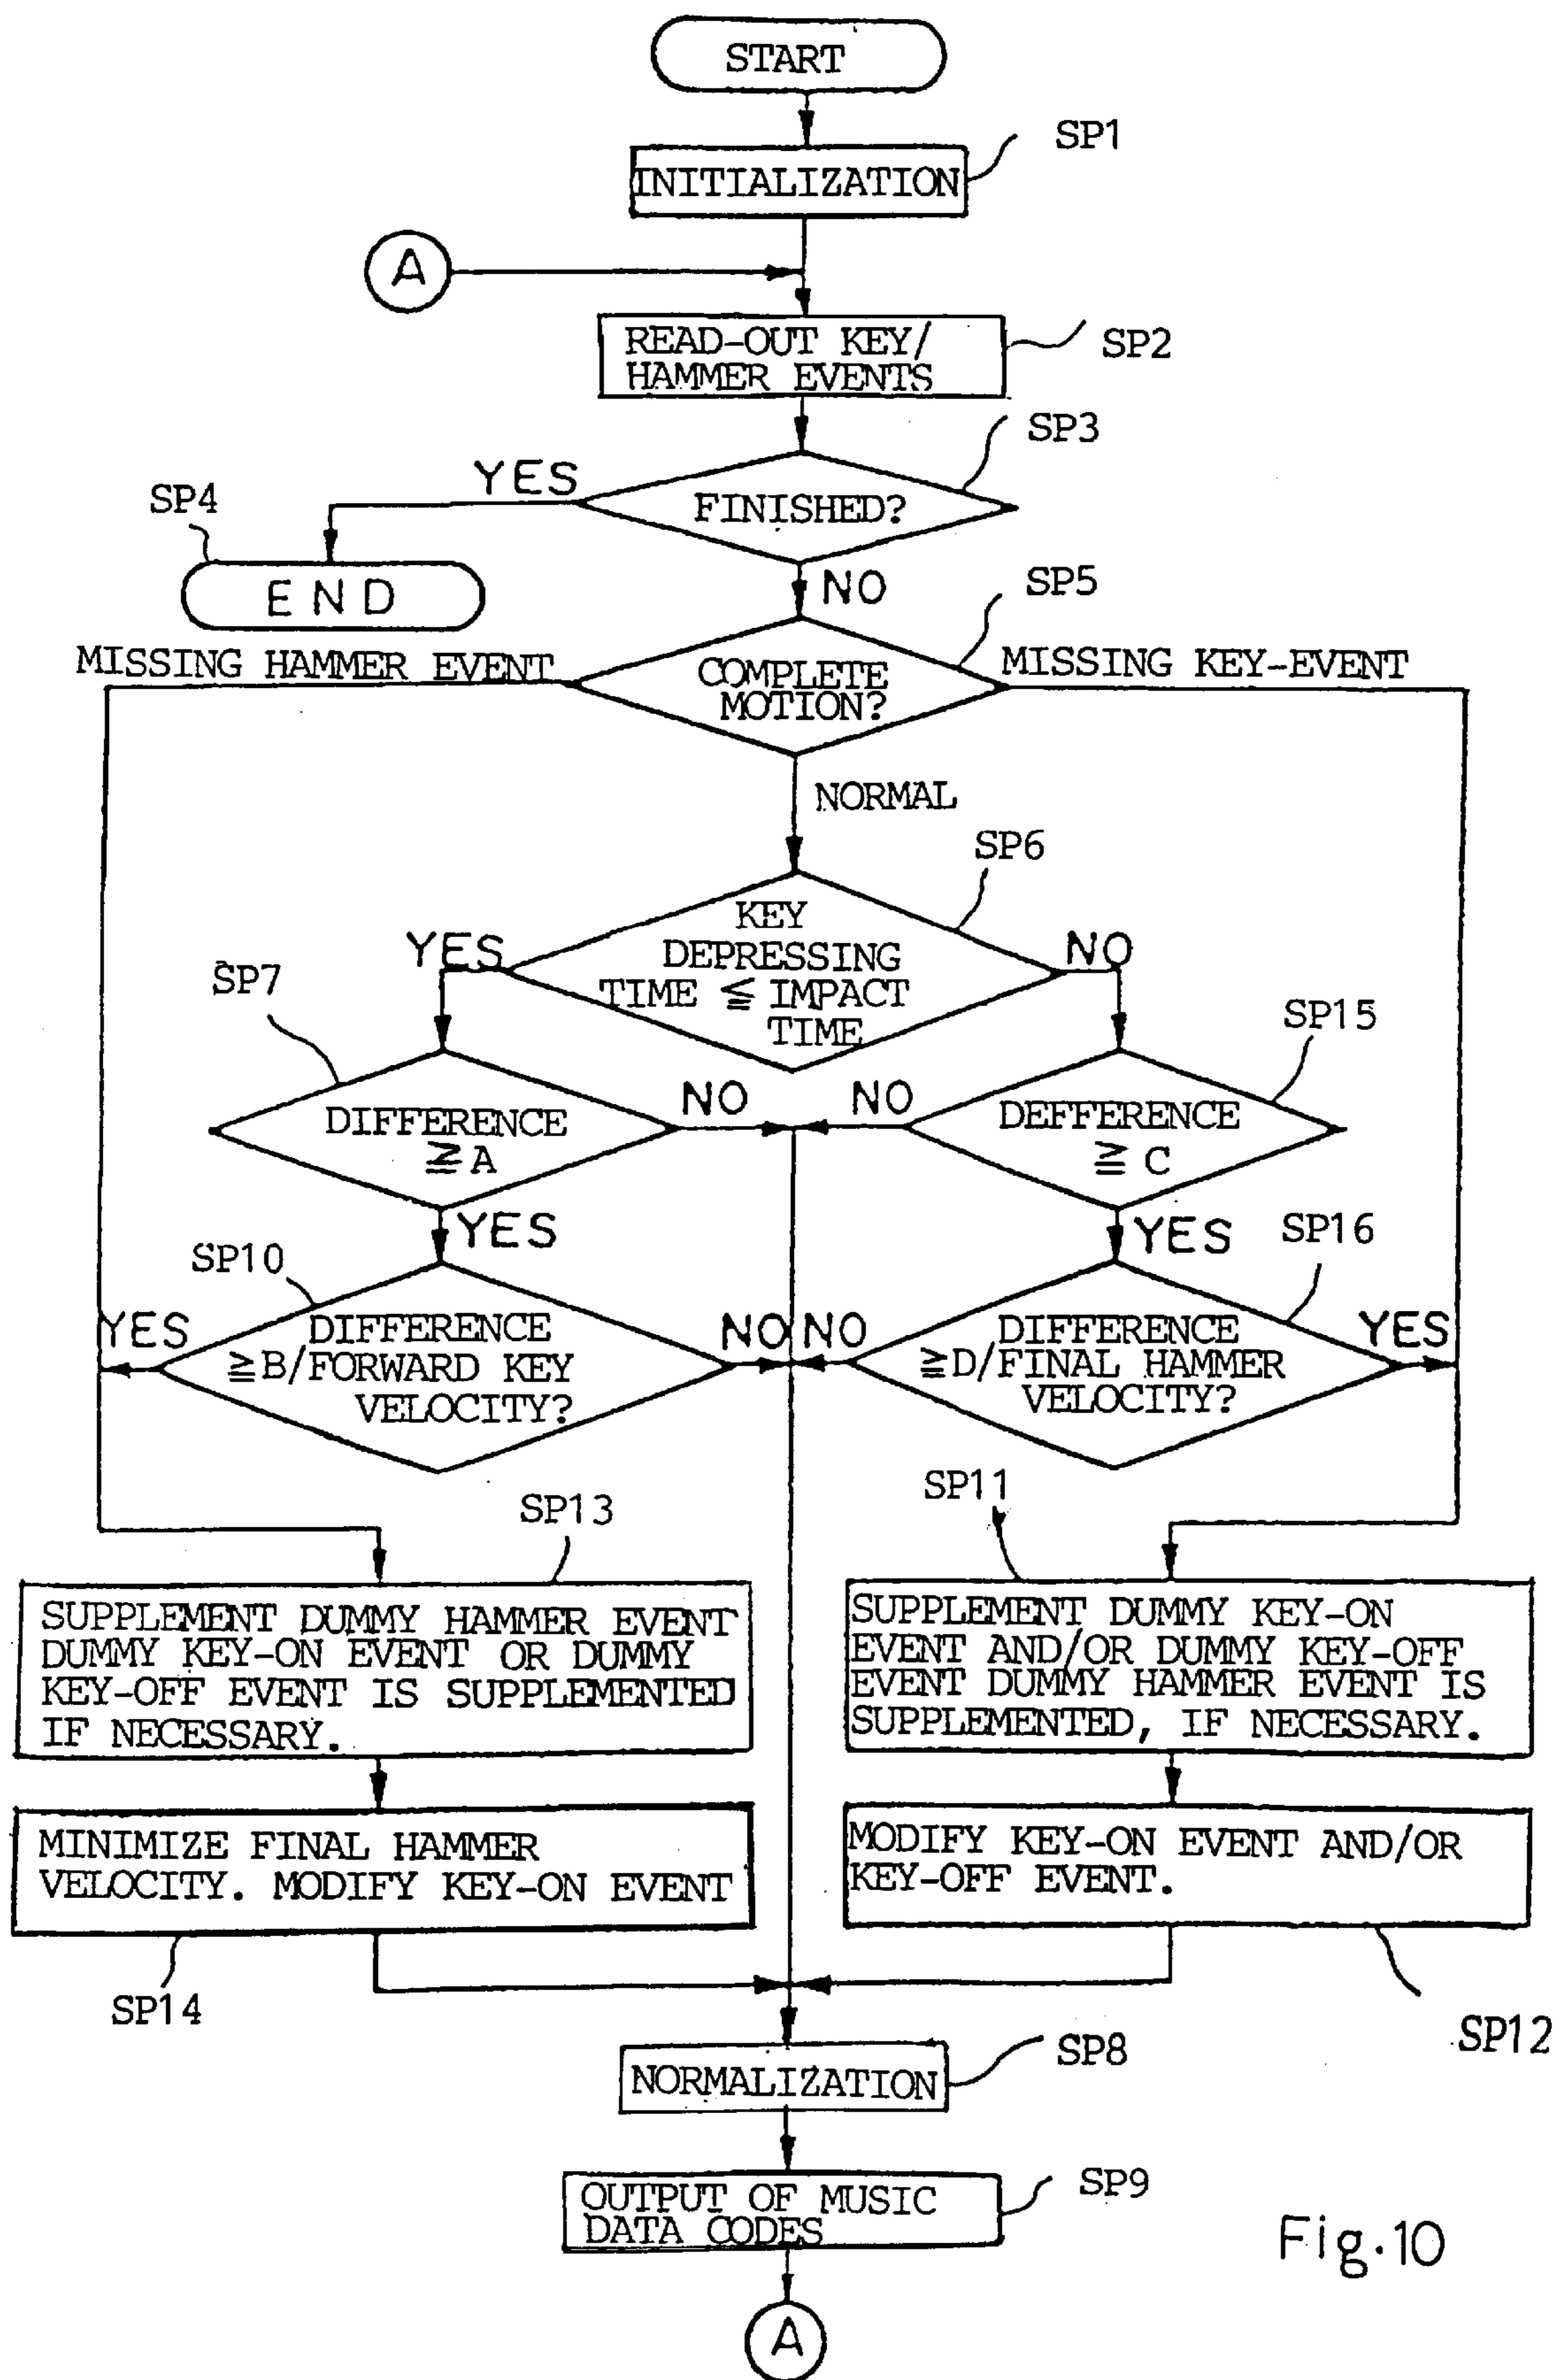 START
SP1
INITIALIZATION
A
READ-OUT KEY/
HAMMER EVENTS
SP2
SP3
YES
FINISHED?
SP4
END
NO
SP5
MISSING HAMMER EVENT
COMPLETE
MOTION?
MISSING KEY-EVENT
NORMAL
SP6
KEY
DEPRESSING
TIME ≦ IMPACT
TIME
YES
NO
SP7
SP15
DIFFERENCE
≧A
NO
NO
DEFFERENCE
≧ C
YES
YES
SP10
SP16
YES
DIFFERENCE
≧B/FORWARD KEY
VELOCITY?
NO
NO
DIFFERENCE
≧D/FINAL HAMMER
VELOCITY?
YES
SP13
SP11
SUPPLEMENT DUMMY HAMMER EVENT
DUMMY KEY-ON EVENT OR DUMMY
KEY-OFF EVENT IS SUPPLEMENTED
IF NECESSARY.
SUPPLEMENT DUMMY KEY-ON
EVENT AND/OR DUMMY KEY-OFF
EVENT DUMMY HAMMER EVENT IS
SUPPLEMENTED, IF NECESSARY.
MINIMIZE FINAL HAMMER
VELOCITY. MODIFY KEY-ON EVENT
MODIFY KEY-ON EVENT AND/OR
KEY-OFF EVENT.
SP14
SP12
NORMALIZATION
SP8
OUTPUT OF MUSIC
DATA CODES
SP9
Fig.10
A